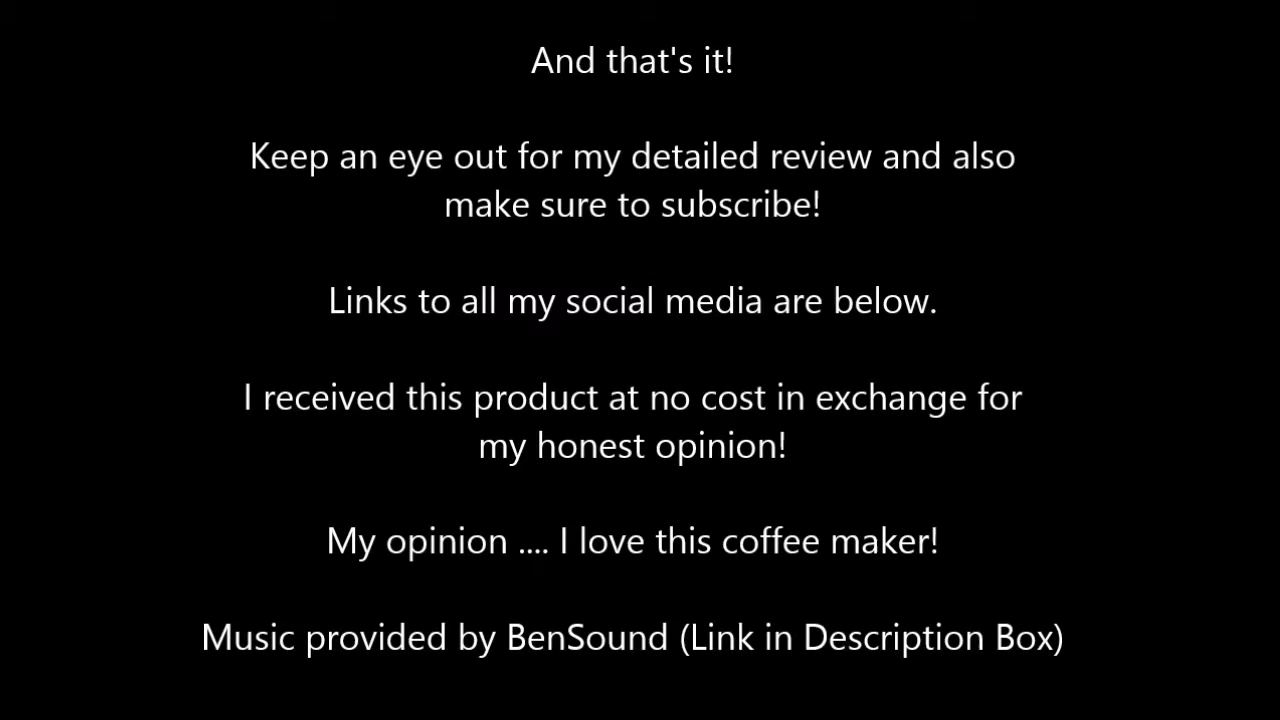 And that's it!
Keep an eye out for my detailed review and also
make sure to subscribe!
Links to all my social media are below.
I received this product at no cost in exchange for
my honest opinion!
My opinion .... I love this coffee maker!
Music provided by BenSound (Link in Description Box)